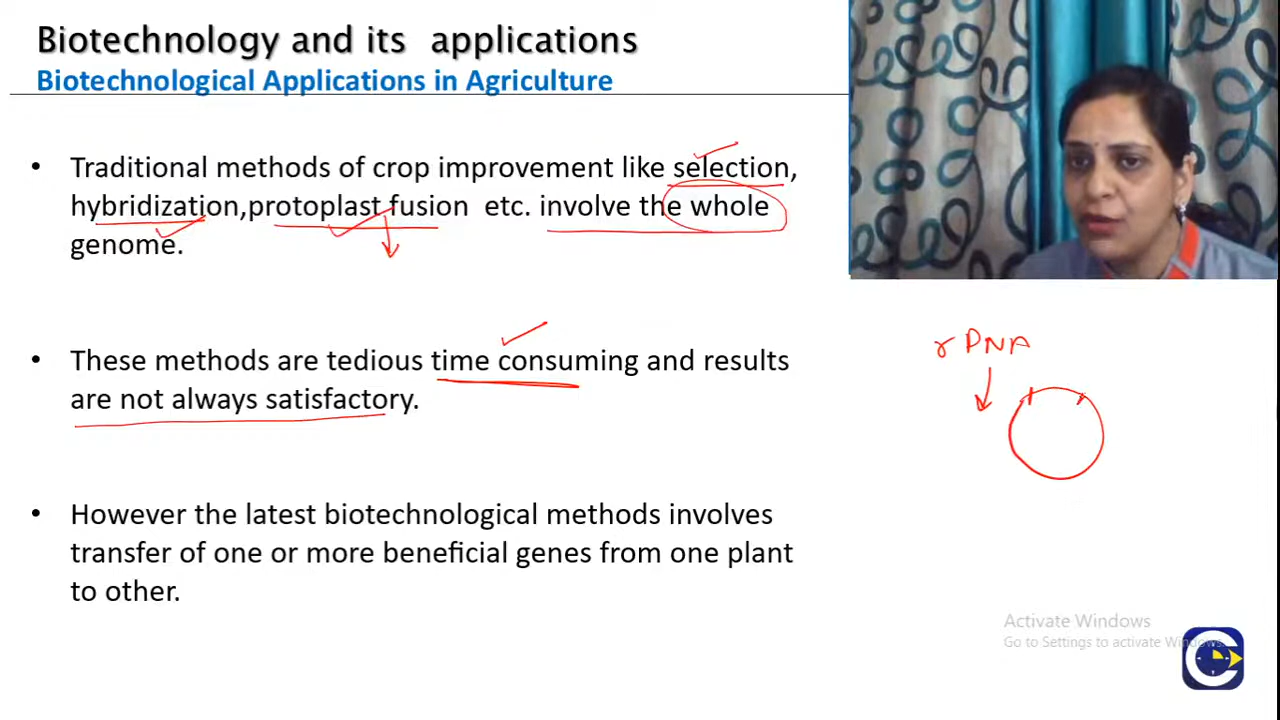 Biotechnology and its applications
Biotechnological Applications in Agriculture
• Traditional methods of crop improvement like selection,
hybridization,protoplast fusion etc. involve the whole
genome.
• These methods are tedious time consuming and results
are not always satisfactory.
• However the latest biotechnological methods involves
transfer of one or more beneficial genes from one plant
to other.
rDNA
Activate Windows
Go to Settings to activate Windows.